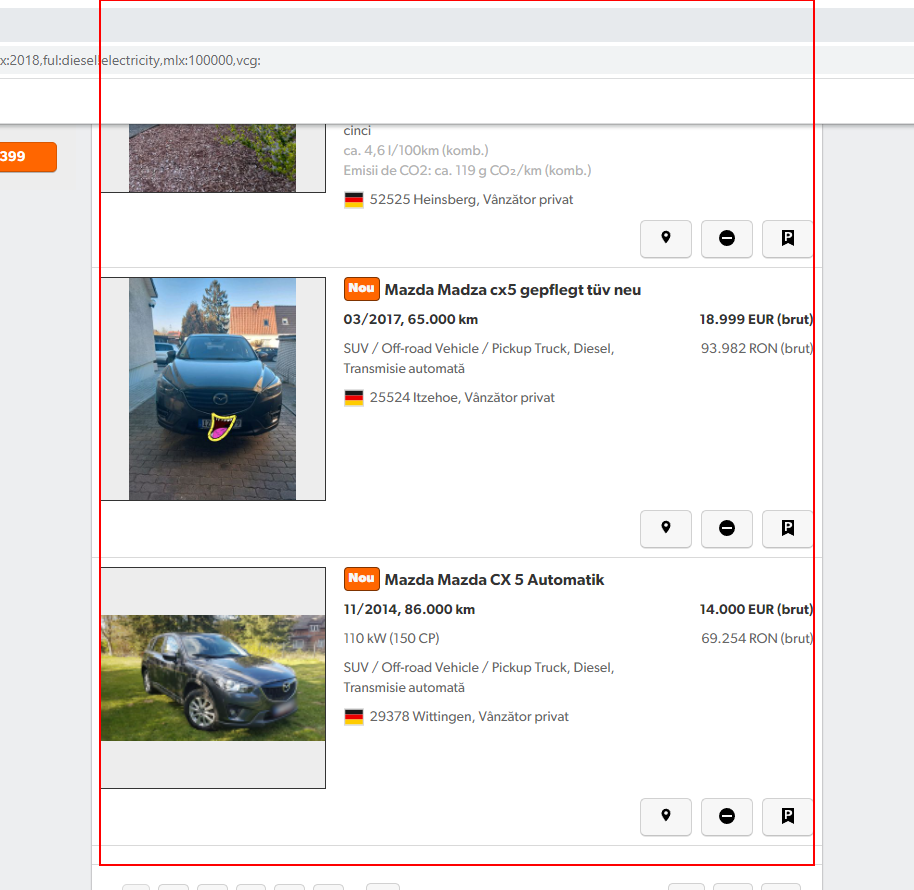 x:2018,ful:diesel!electricity,mlx:100000,vcg:
399
cinci
ca. 4,6 l/100km (komb.)
Emisii de CO2: ca. 119 g CO₂/km (komb.)
52525 Heinsberg, Vânzător privat
P
Nou Mazda Madza cx5 gepflegt tüv neu
03/2017, 65.000 km
18.999 EUR (brut)
SUV / Off-road Vehicle / Pickup Truck, Diesel,
93.982 RON (brut)
Transmisie automată
25524 Itzehoe, Vânzător privat
P
Nou Mazda Mazda CX 5 Automatik
11/2014, 86.000 km
14.000 EUR (brut)
110 kW (150 CP)
69.254 RON (brut)
SUV / Off-road Vehicle / Pickup Truck, Diesel,
Transmisie automată
29378 Wittingen, Vânzător privat
P